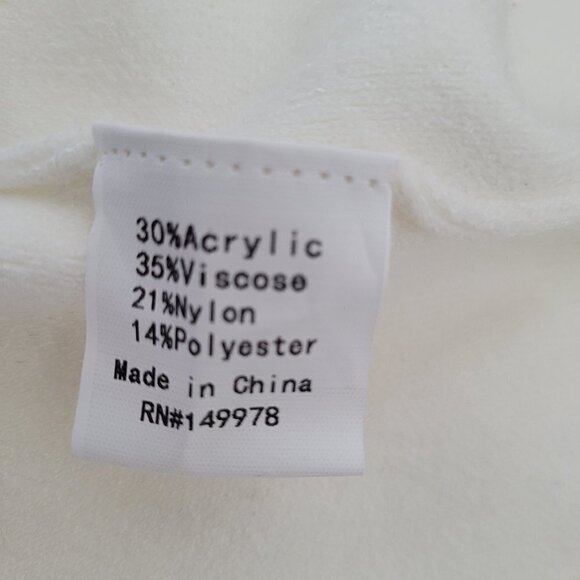 30%Acrylic
35%Viscose
21%Nylon
14%Polyester
Made in China
RN#149978